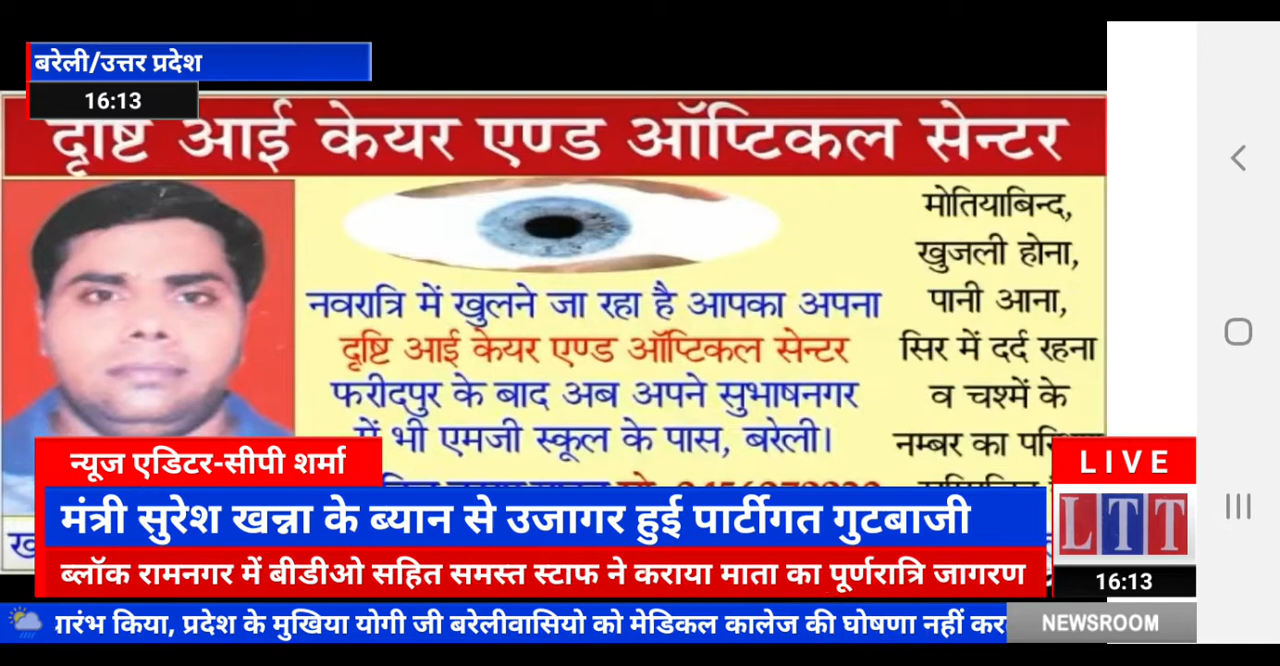 बरेली/उत्तर प्रदेश
16:13
दृष्टि आई केयर एण्ड ऑप्टिकल सेन्टर
मोतियाबिन्द,
खुजली होना,
पानी आना,
सिर में दर्द रहना
व चश्में के
नम्बर का
नवरात्रि में खुलने जा रहा है आपका अपना
दृष्टि आई केयर एण्ड ऑप्टिकल सेन्टर
फरीदपुर के बाद अब अपने सुभाषनगर
में भी एमजी स्कूल के पास, बरेली।
न्यूज एडिटर-सीपी शर्मा
LIVE
मंत्री सुरेश खन्ना के ब्यान से उजागर हुई पार्टीगत गुटबाजी
LTT
ब्लॉक रामनगर में बीडीओ सहित समस्त स्टाफ ने कराया माता का पूर्णरात्रि जागरण
16:13
किया, प्रदेश के मुखिया योगी जी बरेलीवासियो को मेडिकल कालेज की घोषणा नहीं कर
NEWSROOM